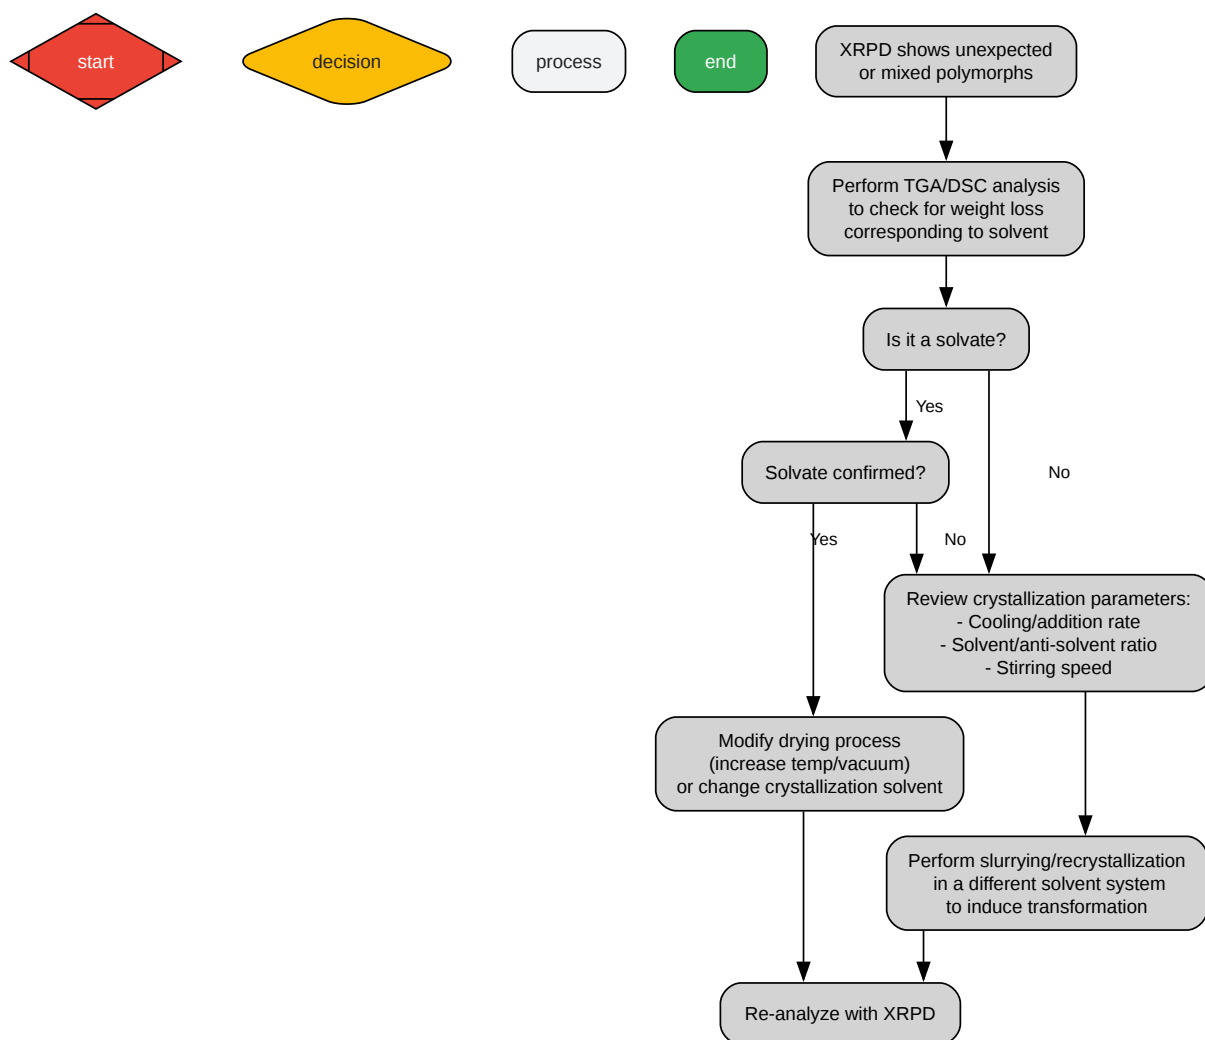 start
decision
process
end
XRPD shows unexpected
or mixed polymorphs
Perform TGA/DSC analysis
to check for weight loss
corresponding to solvent
Is it a solvate?
Yes
Solvate confirmed?
No
Yes
No
Review crystallization parameters:
- Cooling/addition rate
- Solvent/anti-solvent ratio
- Stirring speed
Modify drying process
(increase temp/vacuum)
or change crystallization solvent
Perform slurrying/recrystallization
in a different solvent system
to induce transformation
Re-analyze with XRPD